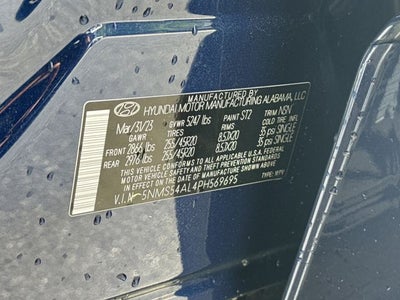 MANUFACTURED BY
HYUNDAI MOTOR MANUFACTURING ALABAMA, LLC
Mar/31/23 GVWR 5247 lbs PAINT ST2 TRIM NSN
GAWR TIRES RIMS COLD TIRE INFL
FRONT 2866 lbs 255/45R20 8.5Jx20 35 psi SINGLE
REAR 2976 lbs 255/45R20 8.5Jx20 35 psi SINGLE
THIS VEHICLE CONFORMS TO ALL APPLICABLE U.S. FEDERAL
MOTOR VEHICLE SAFETY AND THEFT PREVENTION STANDARDS
IN EFFECT ON THE DATE OF MANUFACTURE SHOWN ABOVE
V.I.N 5NMS54AL4PH569695 TYPE: MPV